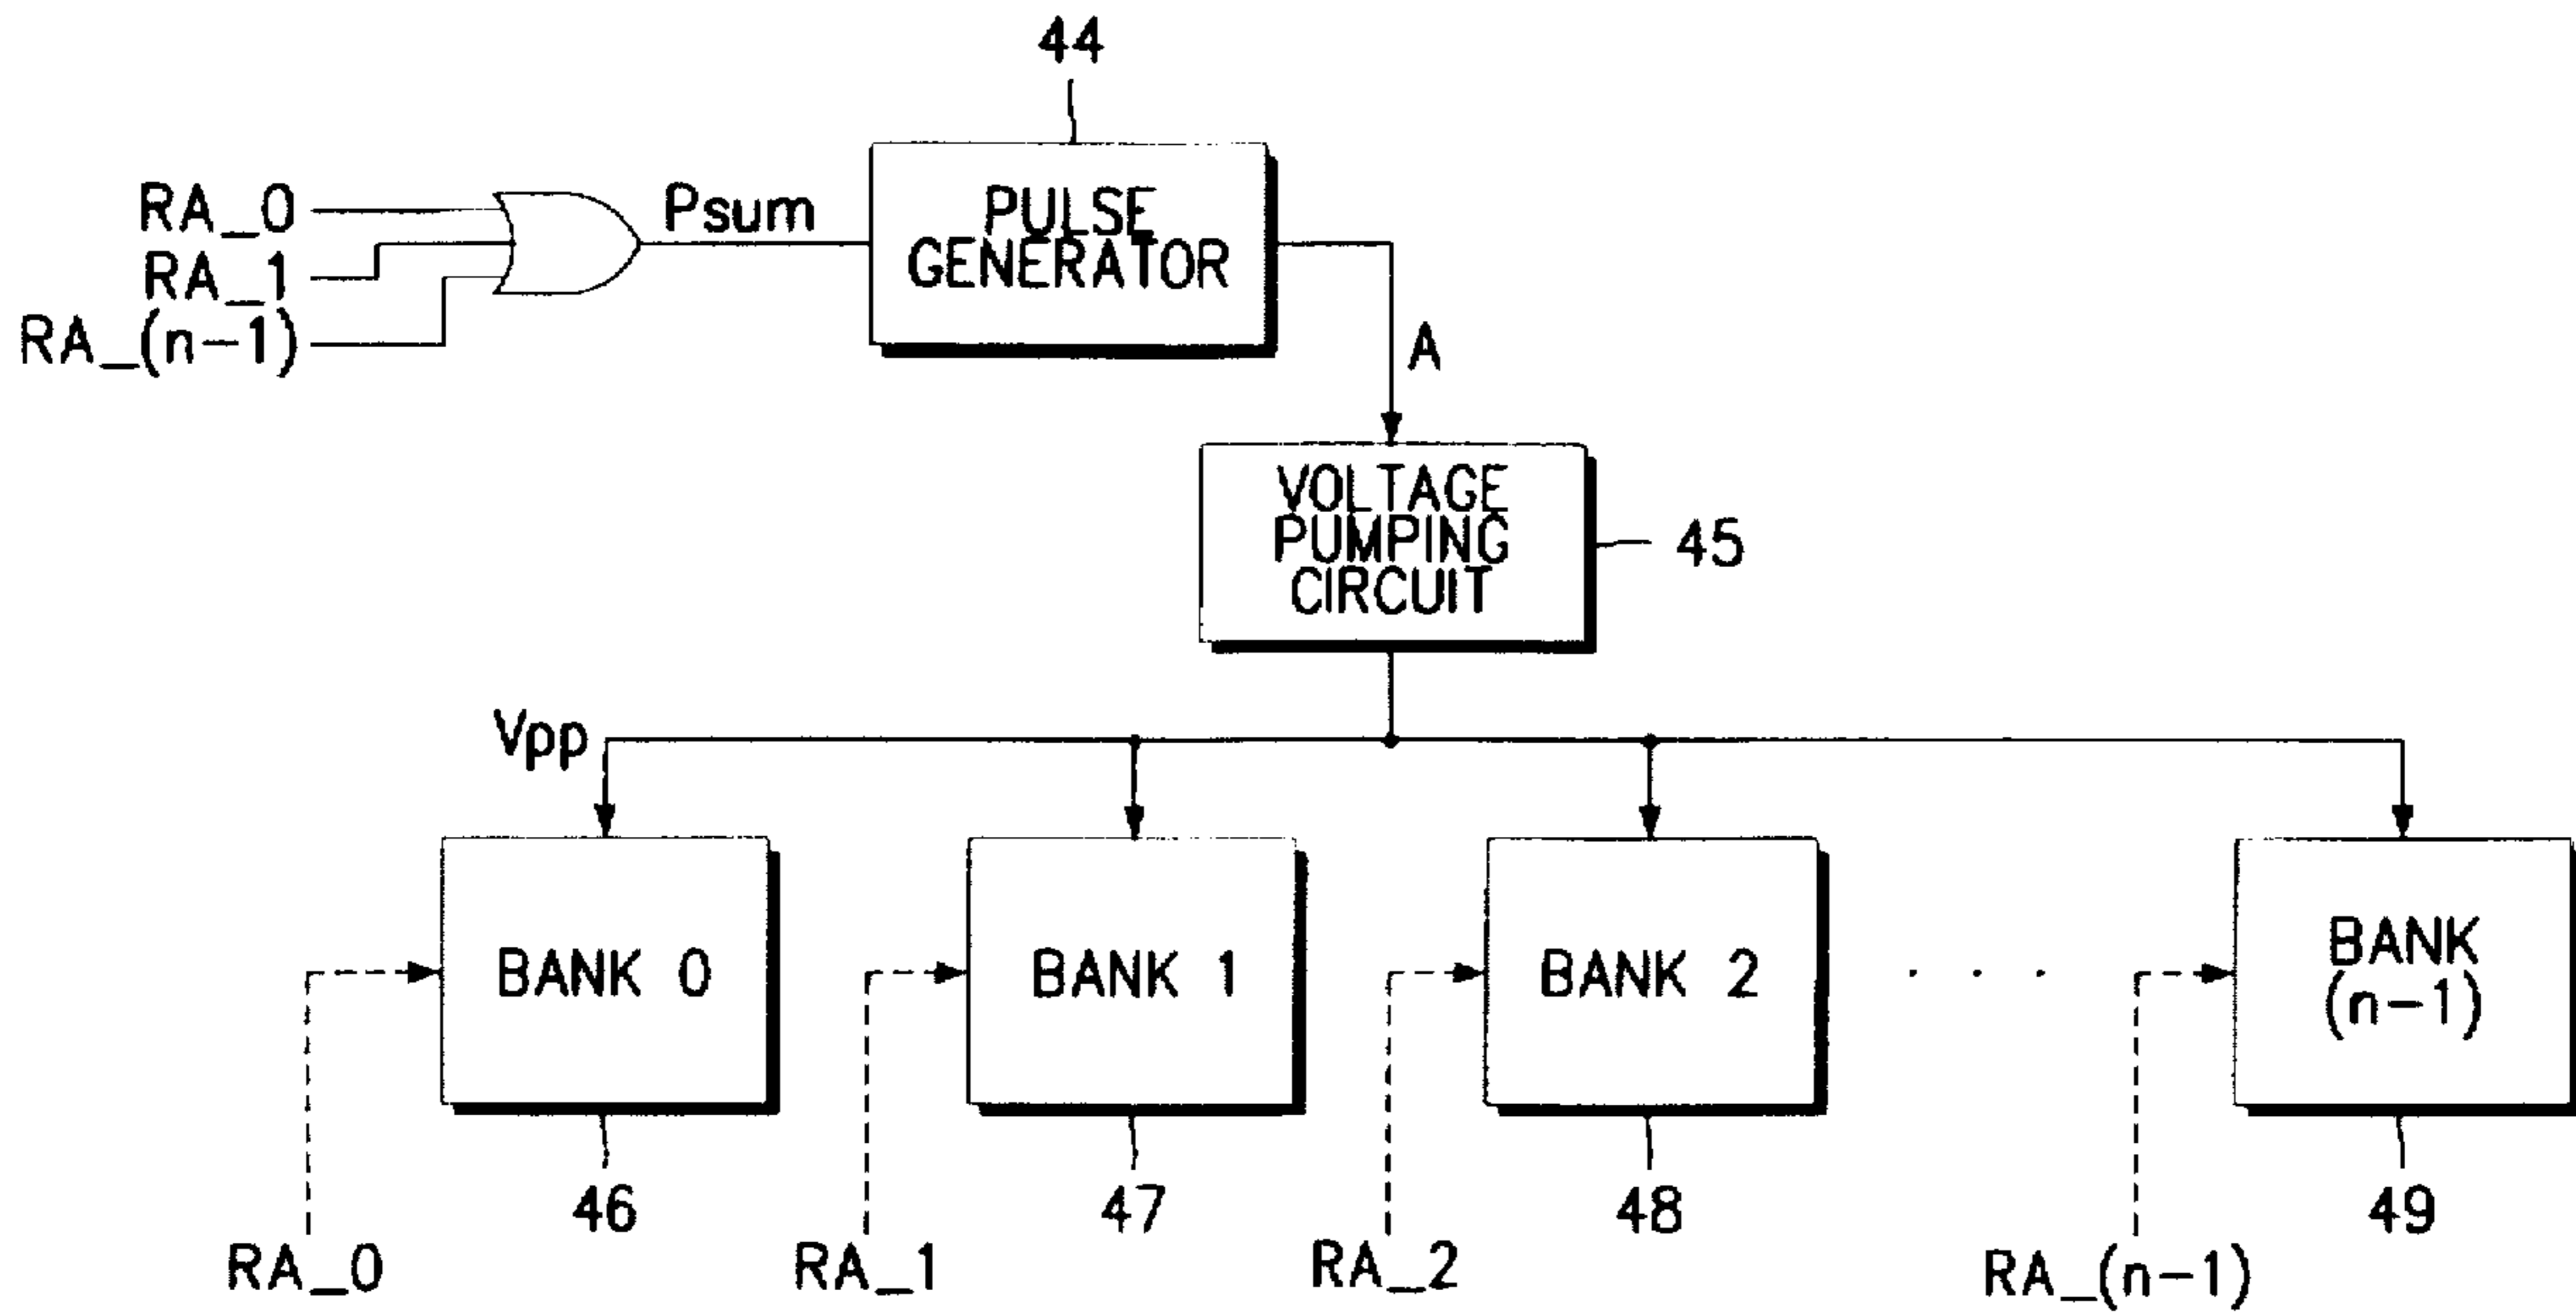 44
RA_0
Psum
PULSE
GENERATOR
RA_1
RA_(n-1)
A
VOLTAGE
PUMPING
CIRCUIT
45
Vpp
BANK 0
BANK 1
BANK 2
. . .
BANK
(n-1)
46
47
48
49
RA_0
RA_1
RA_2
RA_(n-1)